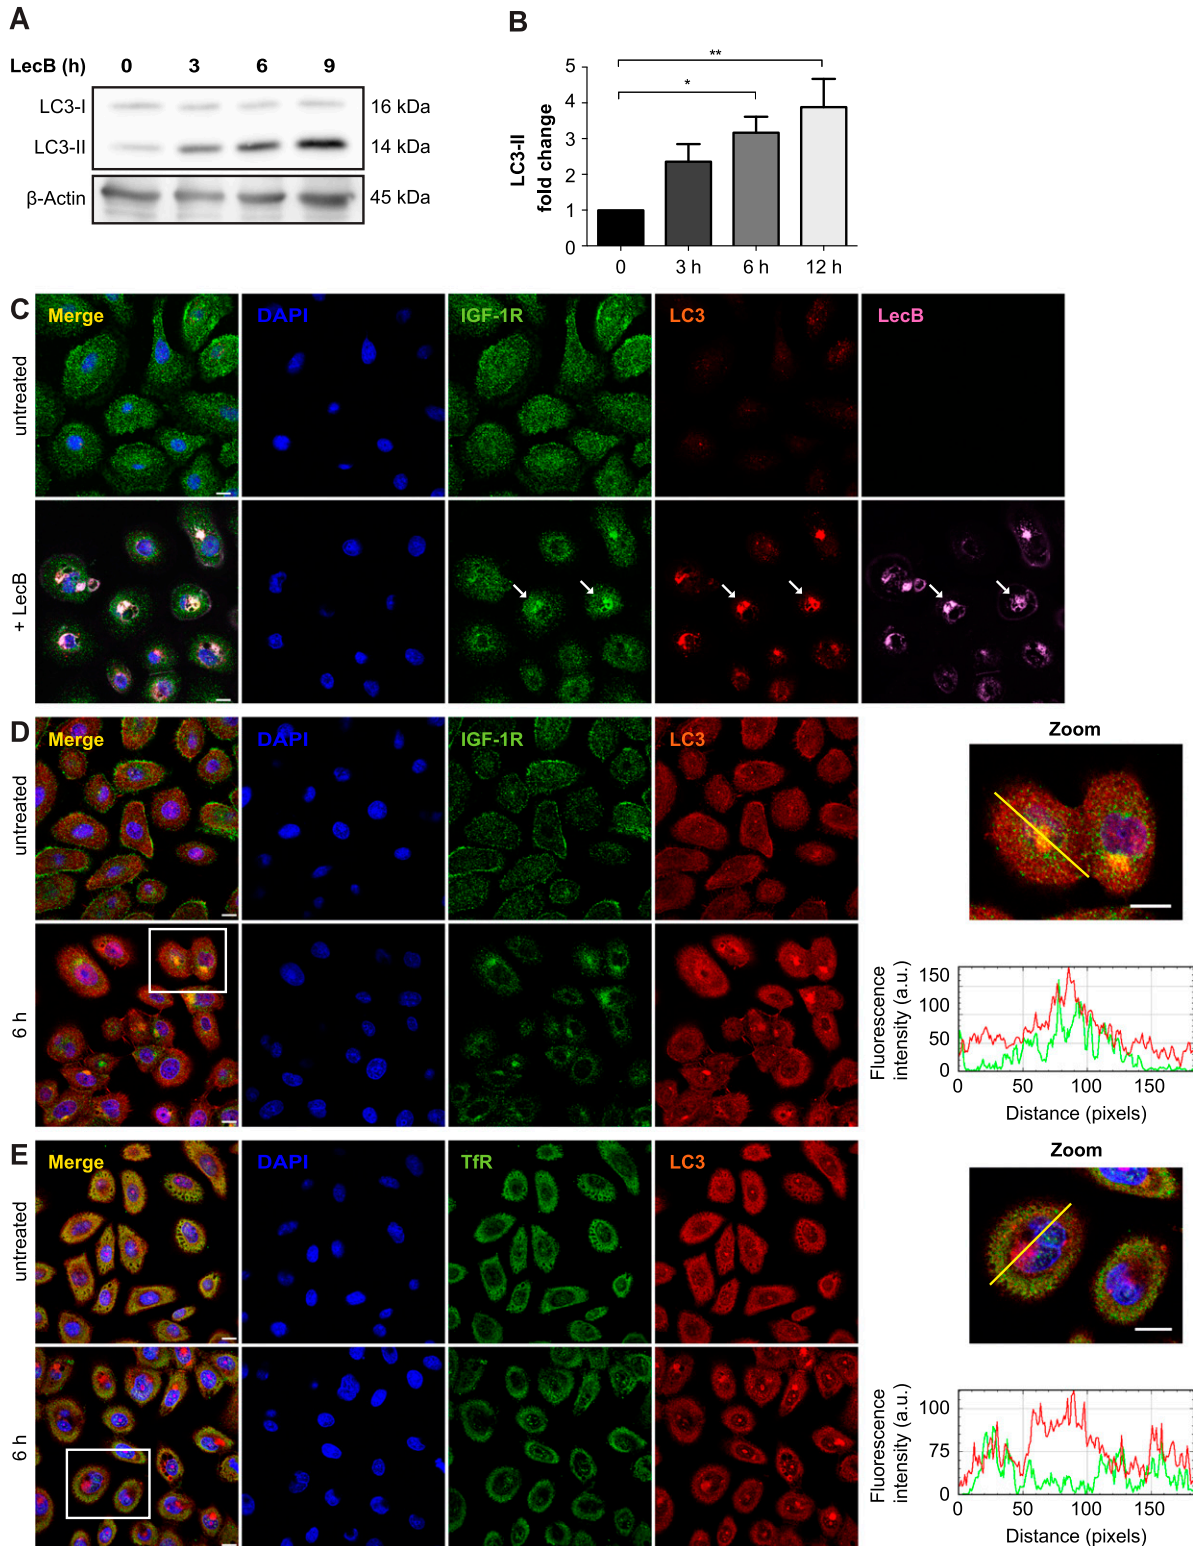 A
LecB (h) 0 3 6 9
LC3-I 16 kDa
LC3-II 14 kDa
β-Actin 45 kDa
B
**
*
LC3-II
fold change
5
4
3
2
1
0
0 3 h 6 h 12 h
C
untreated
Merge DAPI IGF-1R LC3 LecB
+ LecB
D
untreated
Merge DAPI IGF-1R LC3
Zoom
6 h
Fluorescence
intensity (a.u.)
150
100
50
0
0 50 100 150
Distance (pixels)
E
untreated
Merge DAPI TfR LC3
Zoom
6 h
Fluorescence
intensity (a.u.)
100
75
0
0 50 100 150
Distance (pixels)